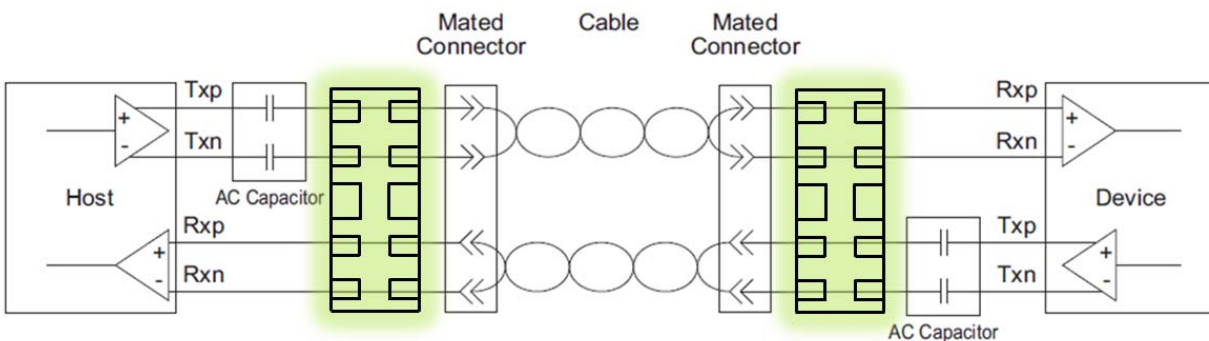 Mated Connector
Cable
Mated Connector
Txp
Rxp
+
+
-
-
Txn
Rxn
Host
AC Capacitor
Device
Rxp
Txp
+
+
-
-
Rxn
Txn
AC Capacitor